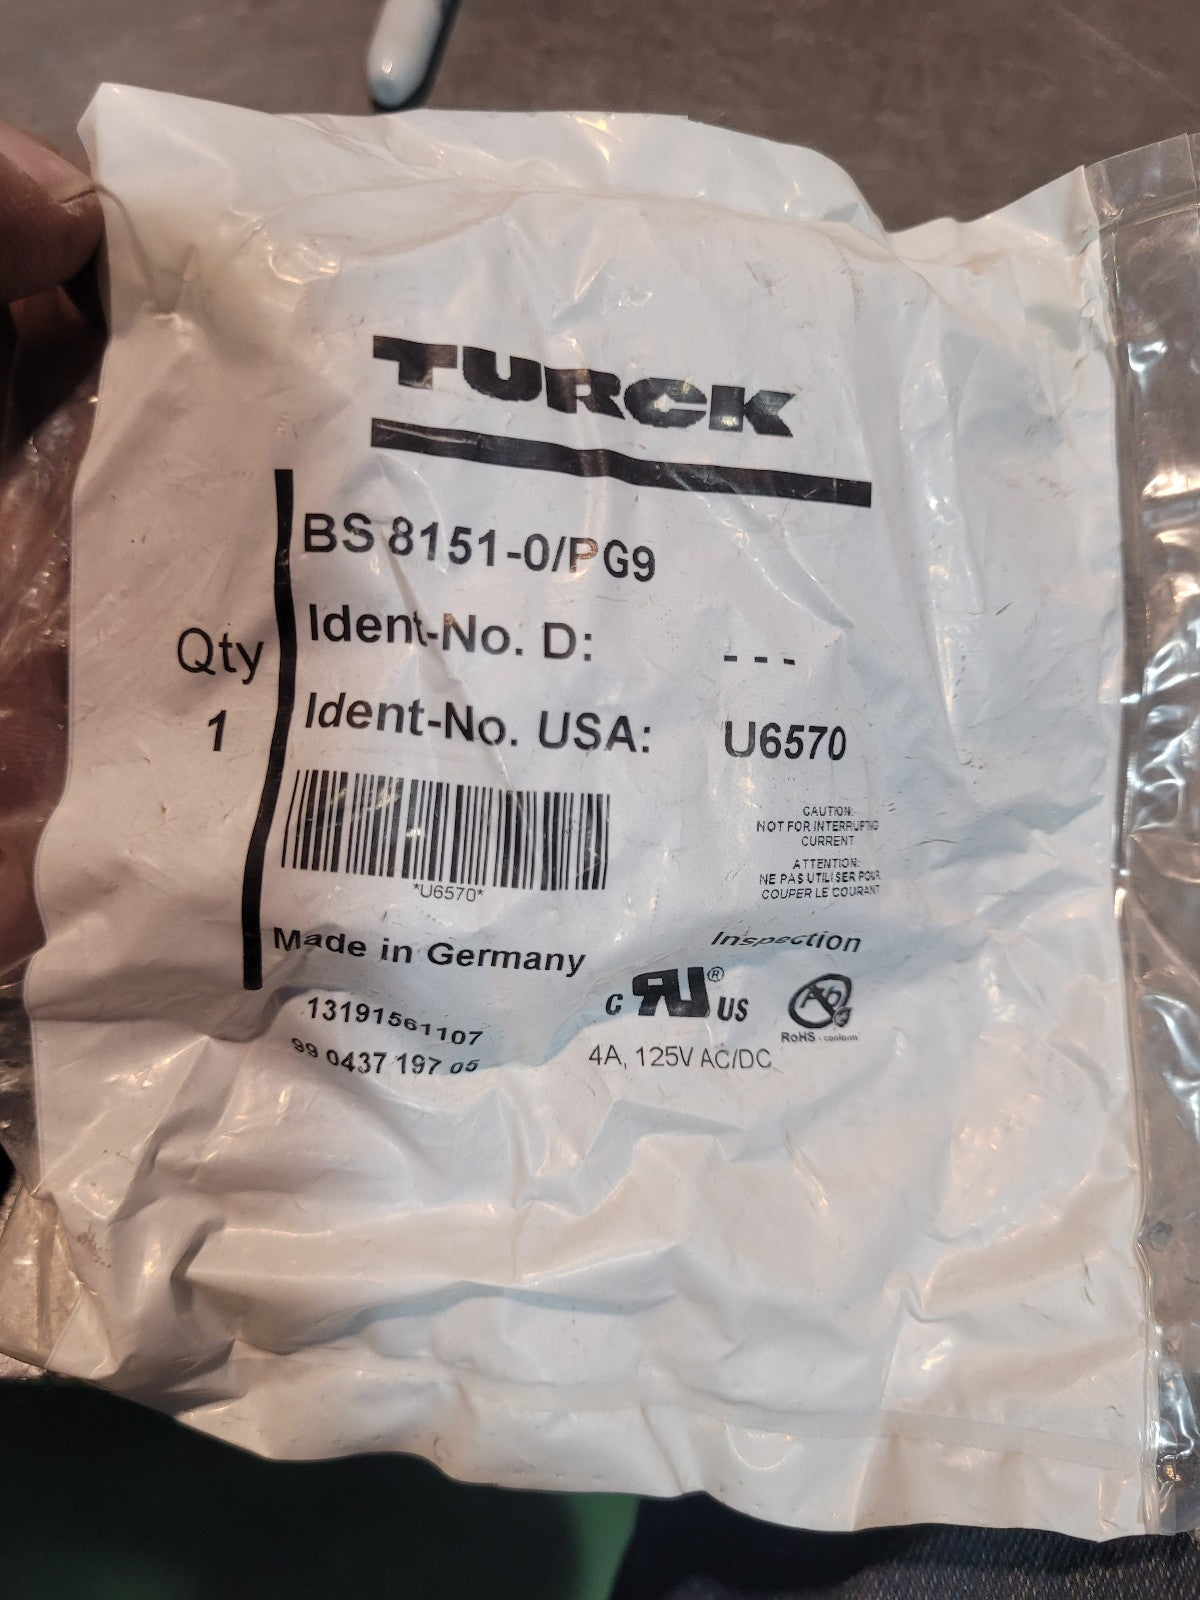 TURCK
BS 8151-0/PG9
Ident-No. D: ---
Qty
1
Ident-No. USA: U6570
*U6570*
CAUTION:
NOT FOR INTERRUPTING
CURRENT
ATTENTION:
NE PAS UTILISER POUR
COUPER LE COURANT
Made in Germany
Inspection
13191561107
99 0437 197 05
C RU ® US
Pb
RoHS - conform
4A, 125V AC/DC